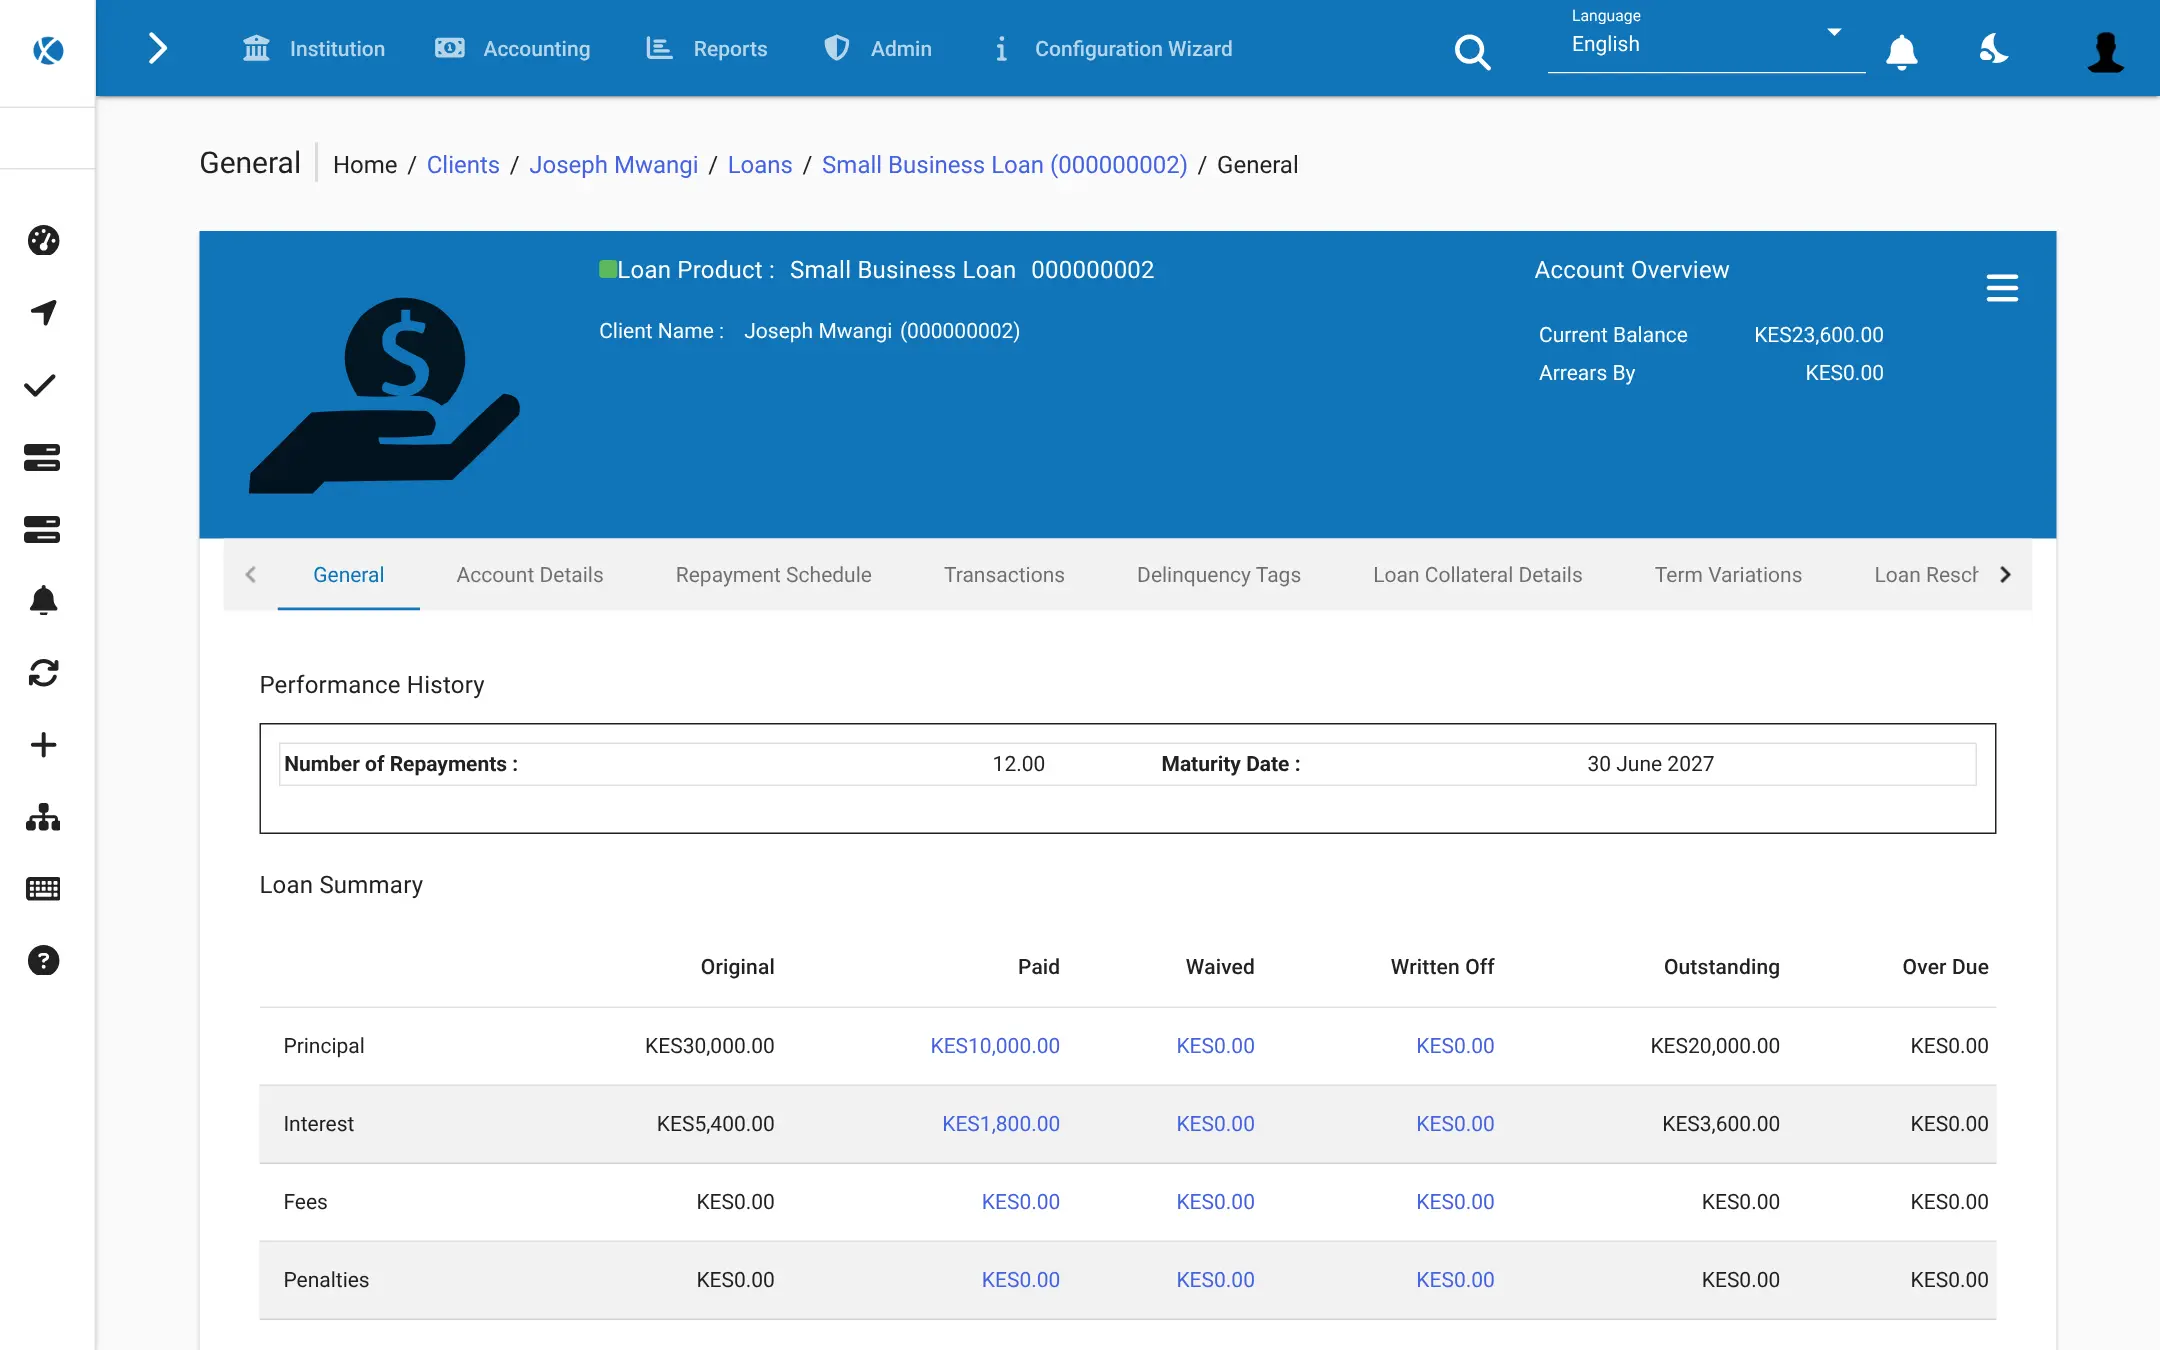 Institution Accounting Reports Admin Configuration Wizard Language
English
General Home / Clients / Joseph Mwangi / Loans / Small Business Loan (000000002) / General
Loan Product : Small Business Loan 000000002
Client Name : Joseph Mwangi (000000002)
Account Overview
Current Balance KES23,600.00
Arrears By KES0.00
General Account Details Repayment Schedule Transactions Delinquency Tags Loan Collateral Details Term Variations Loan Resch
Performance History
Number of Repayments : 12.00 Maturity Date : 30 June 2027
Loan Summary
Original Paid Waived Written Off Outstanding Over Due
Principal KES30,000.00 KES10,000.00 KES0.00 KES0.00 KES20,000.00 KES0.00
Interest KES5,400.00 KES1,800.00 KES0.00 KES0.00 KES3,600.00 KES0.00
Fees KES0.00 KES0.00 KES0.00 KES0.00 KES0.00 KES0.00
Penalties KES0.00 KES0.00 KES0.00 KES0.00 KES0.00 KES0.00